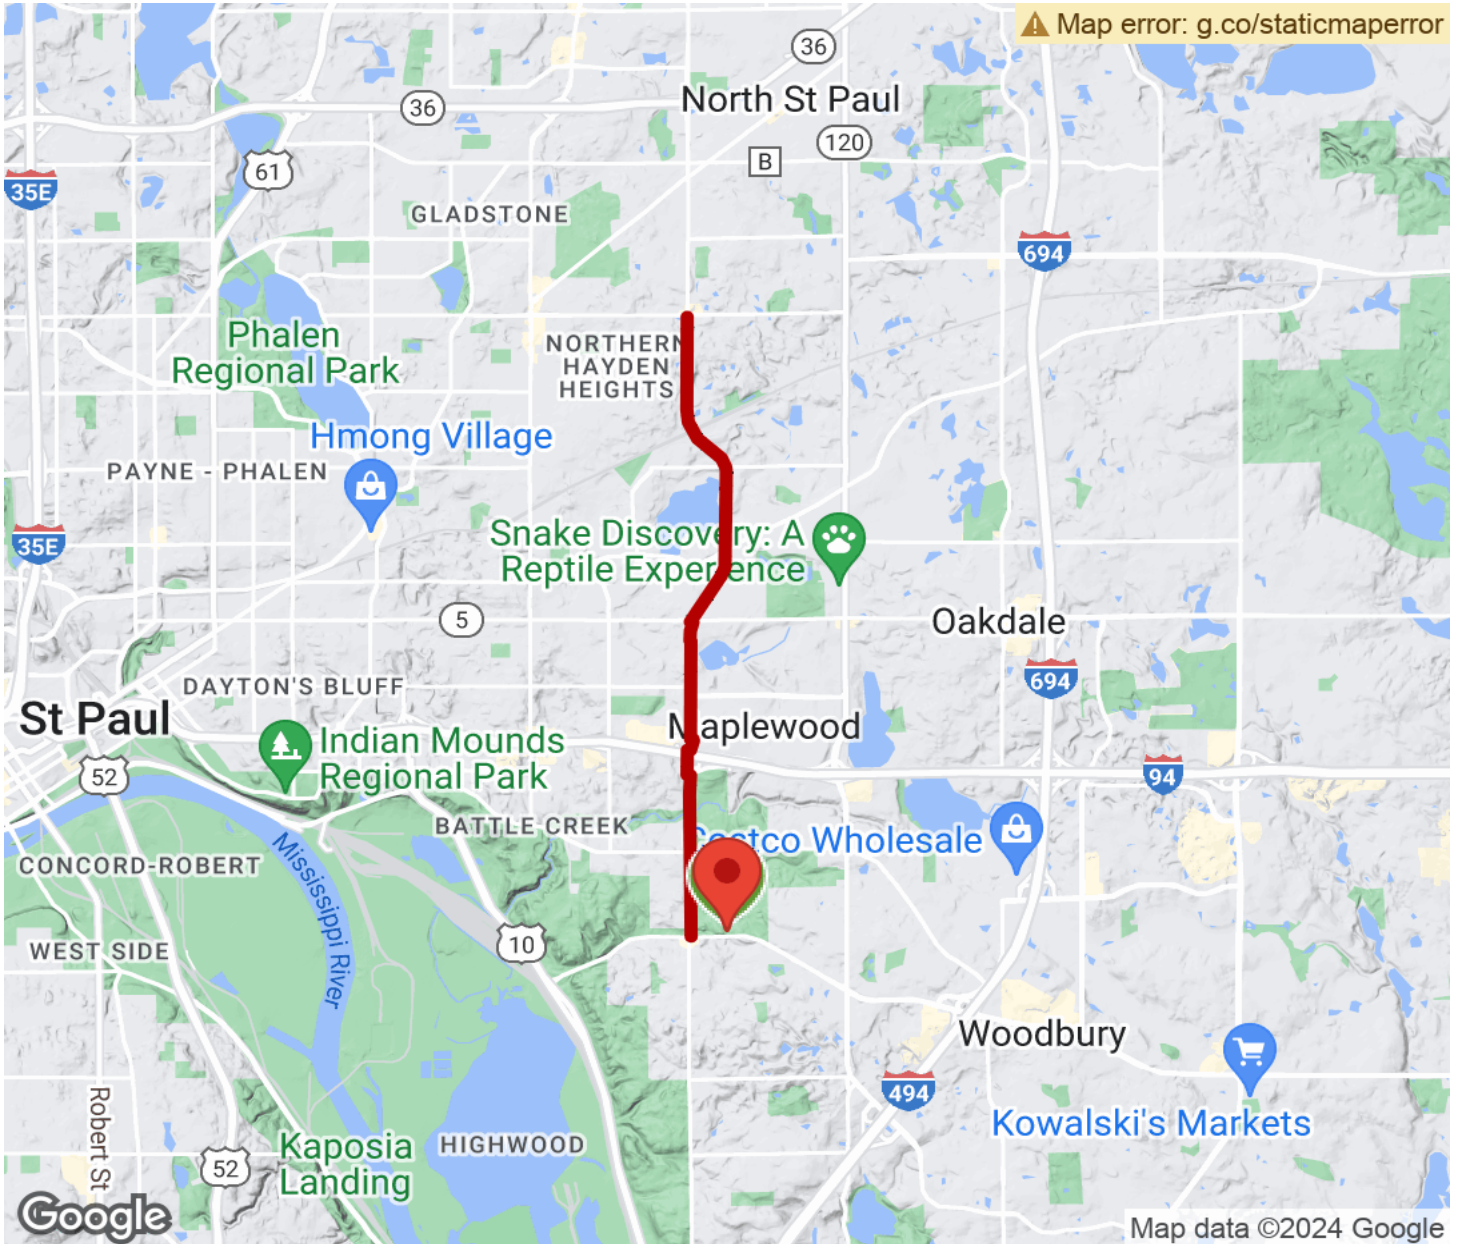 Map error: g.co/staticmaperror
36
North St Paul
36
120
B
61
35E
GLADSTONE
694
Phalen
Regional Park
NORTHERN
HAYDEN
HEIGHTS
Hmong Village
PAYNE - PHALEN
Snake Discovery: A
Reptile Experience
35E
5
Oakdale
694
DAYTON'S BLUFF
St Paul
Maplewood
Indian Mounds
Regional Park
52
94
BATTLE CREEK
Costco Wholesale
CONCORD-ROBERT
Mississippi River
WEST SIDE
10
Woodbury
494
Robert St
Kowalski's Markets
HIGHWOOD
Kaposia
Landing
52
Google
Map data ©2024 Google